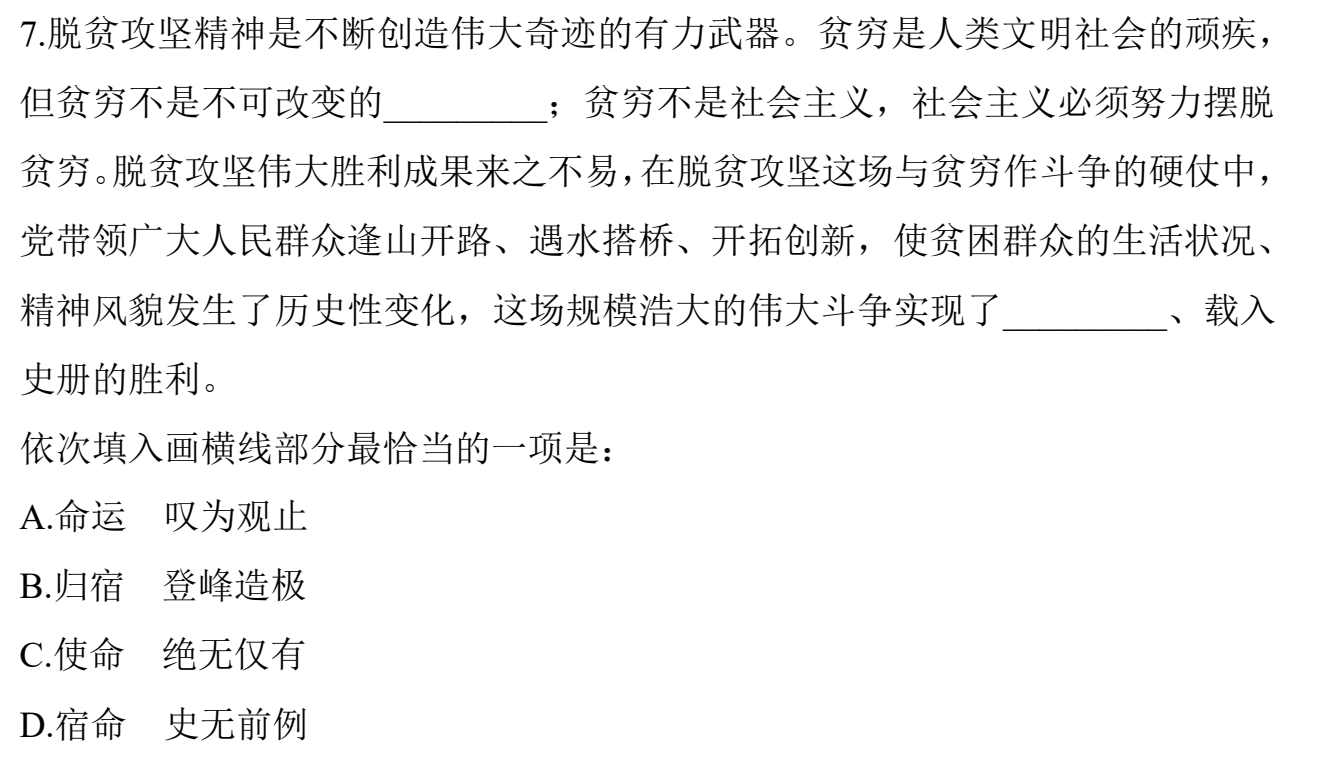 7.脱贫攻坚精神是不断创造伟大奇迹的有力武器。贫穷是人类文明社会的顽疾，
但贫穷不是不可改变的_________；贫穷不是社会主义，社会主义必须努力摆脱
贫穷。脱贫攻坚伟大胜利成果来之不易，在脱贫攻坚这场与贫穷作斗争的硬仗中，
党带领广大人民群众逢山开路、遇水搭桥、开拓创新，使贫困群众的生活状况、
精神风貌发生了历史性变化，这场规模浩大的伟大斗争实现了_________、载入
史册的胜利。
依次填入画横线部分最恰当的一项是：
A.命运　叹为观止
B.归宿　登峰造极
C.使命　绝无仅有
D.宿命　史无前例